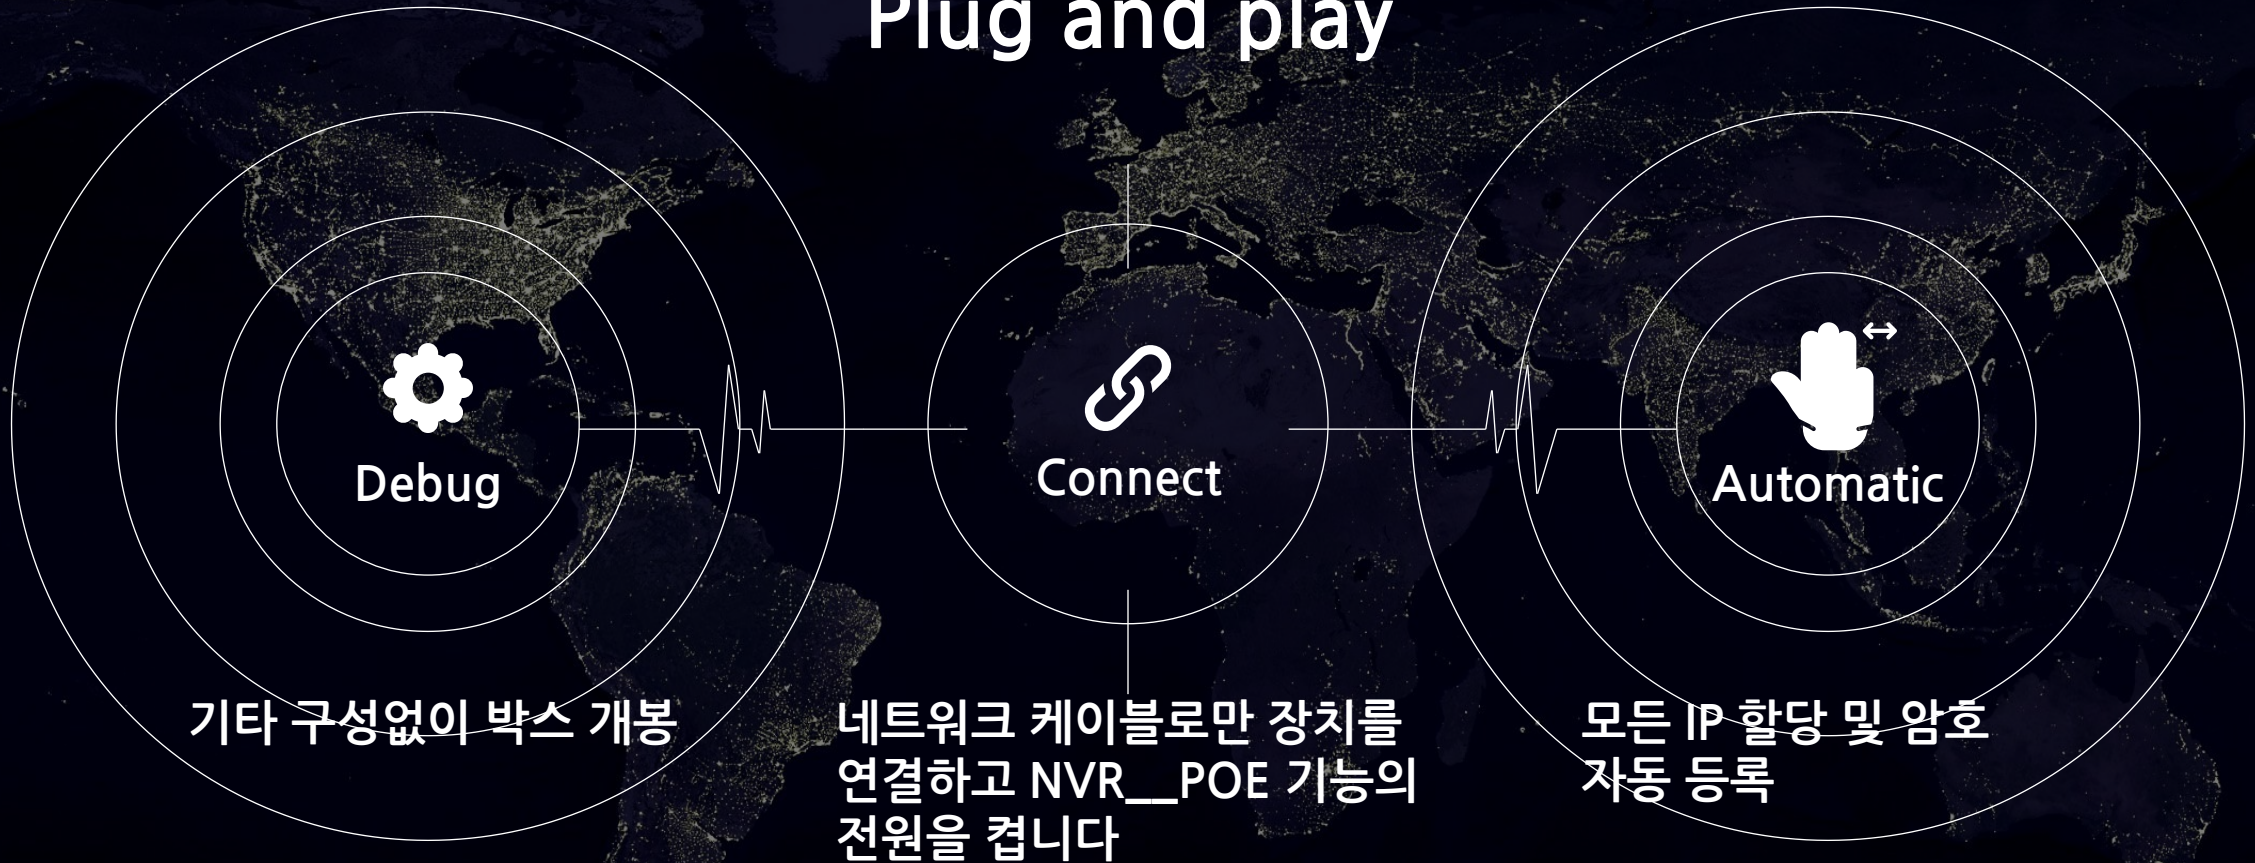 Plug and play
Debug
Connect
Automatic
기타 구성없이 박스 개봉
네트워크 케이블로만 장치를
연결하고 NVR__POE 기능의
전원을 켭니다
모든 IP 할당 및 암호
자동 등록